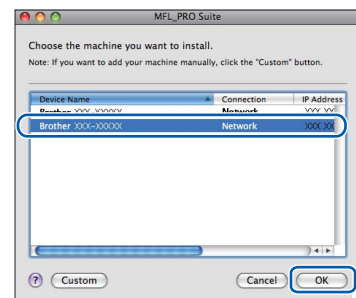 MFL_PRO Suite
Choose the machine you want to install.
Note: If you want to add your machine manually, click the "Custom" button.
Device Name Connection IP Address
Brother XXX-XXXXX Network XXX.XX
Brother XXX-XXXXX Network XXX.XX
? Custom Cancel OK